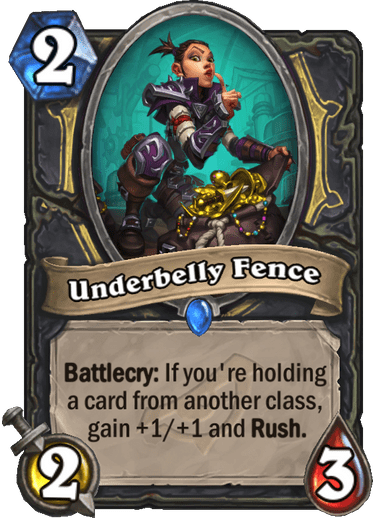 2
Underbelly Fence
Battlecry: If you're holding
a card from another class,
gain +1/+1 and Rush.
2
3